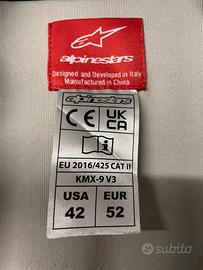 alpinestars
Designed and Developed in Italy
Manufactured in China
alpinestars
CE UK CA
EU 2016/425 CAT II
KMX-9 V3
USA EUR
42 52
subito